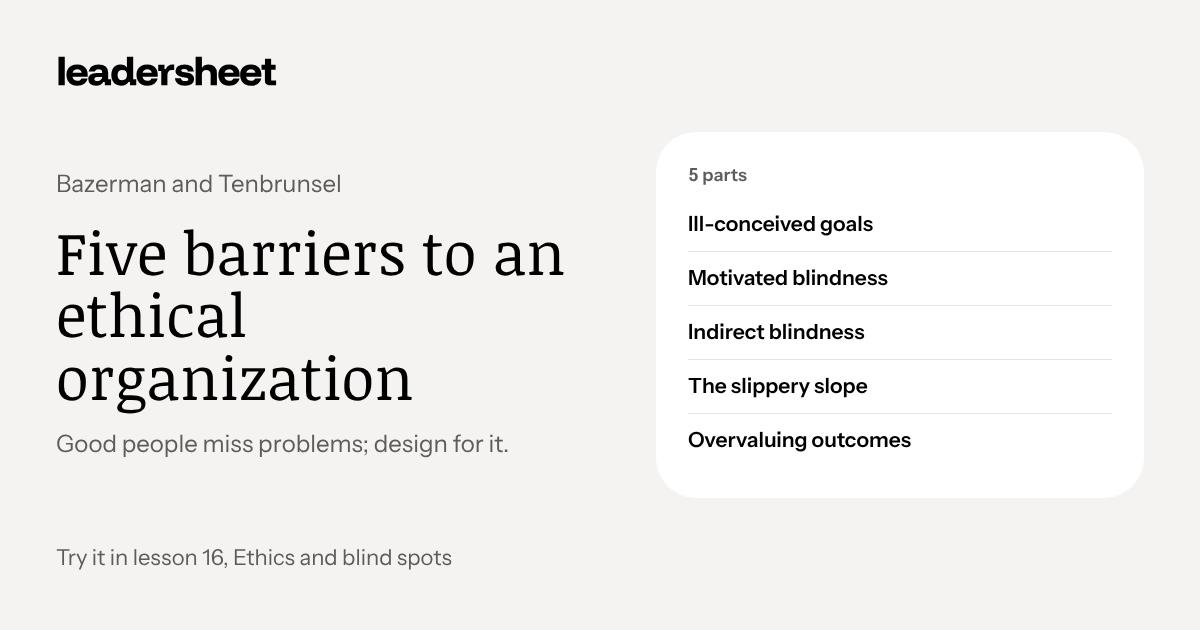 leadersheet
Bazerman and Tenbrunsel
Five barriers to an
ethical
organization
Good people miss problems; design for it.
Try it in lesson 16, Ethics and blind spots
5 parts
Ill-conceived goals
Motivated blindness
Indirect blindness
The slippery slope
Overvaluing outcomes